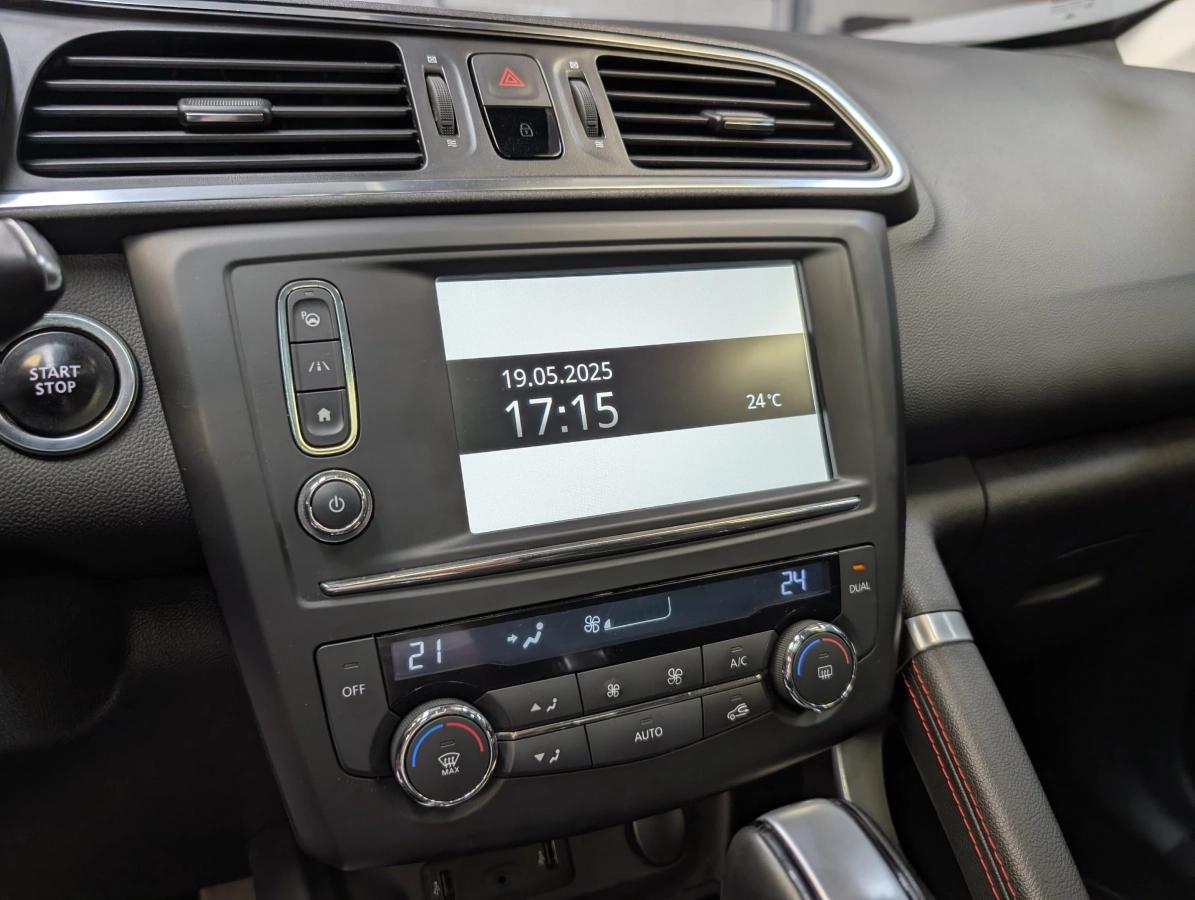 START
STOP
P
19.05.2025
17:15
24°C
21
24
DUAL
OFF
A/C
AUTO
MAX